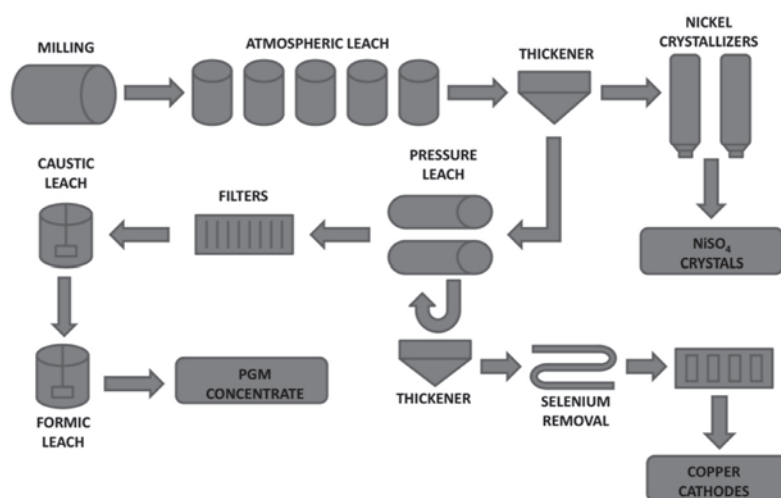 MILLING
ATMOSPHERIC LEACH
THICKENER
NICKEL
CRYSTALLIZERS
CAUSTIC
LEACH
FILTERS
PRESSURE
LEACH
NiSO₄
CRYSTALS
FORMIC
LEACH
PGM
CONCENTRATE
THICKENER
SELENIUM
REMOVAL
COPPER
CATHODES